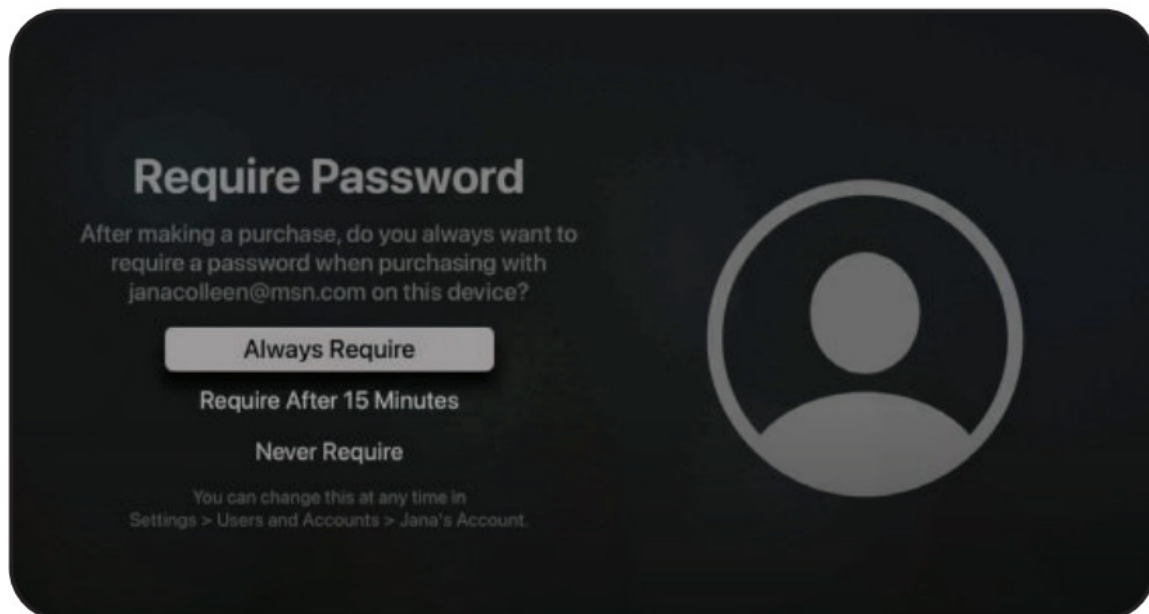 Require Password
After making a purchase, do you always want to
require a password when purchasing with
janacolleen@msn.com on this device?
Always Require
Require After 15 Minutes
Never Require
You can change this at any time in
Settings > Users and Accounts > Jana's Account.